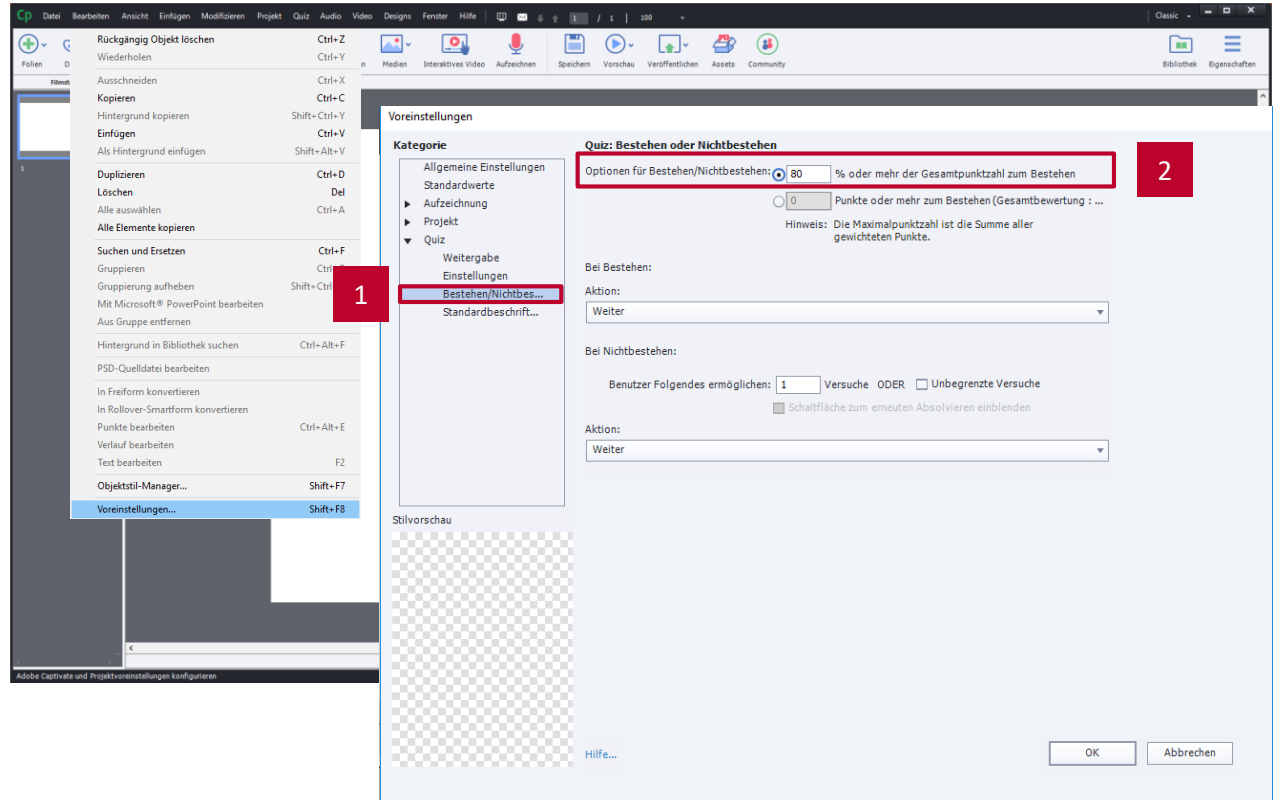 Cp Datei Bearbeiten Ansicht Einfügen Modifizieren Projekt Quiz Audio Video Designs Fenster Hilfe 1 / 1 100 Classic
Folien D n Medien Interaktives Video Aufzeichnen Speichern Vorschau Veröffentlichen Assets Community Bibliothek Eigenschaften
Filmst
1
Rückgängig Objekt löschen Ctrl+Z
Wiederholen Ctrl+Y
Ausschneiden Ctrl+X
Kopieren Ctrl+C
Hintergrund kopieren Shift+Ctrl+Y
Einfügen Ctrl+V
Als Hintergrund einfügen Shift+Alt+V
Duplizieren Ctrl+D
Löschen Del
Alle auswählen Ctrl+A
Alle Elemente kopieren
Suchen und Ersetzen Ctrl+F
Gruppieren Ctrl
Gruppierung aufheben Shift+Ctrl
Mit Microsoft® PowerPoint bearbeiten
Aus Gruppe entfernen
Hintergrund in Bibliothek suchen Ctrl+Alt+F
PSD-Quelldatei bearbeiten
In Freiform konvertieren
In Rollover-Smartform konvertieren
Punkte bearbeiten Ctrl+Alt+E
Verlauf bearbeiten
Text bearbeiten F2
Objektstil-Manager... Shift+F7
Voreinstellungen... Shift+F8
Adobe Captivate und Projektvoreinstellungen konfigurieren
Voreinstellungen
Kategorie
Allgemeine Einstellungen
Standardwerte
Aufzeichnung
Projekt
Quiz
Weitergabe
Einstellungen
1
Bestehen/Nichtbes...
Standardbeschrift...
Stilvorschau
Quiz: Bestehen oder Nichtbestehen
Optionen für Bestehen/Nichtbestehen: 80 % oder mehr der Gesamtpunktzahl zum Bestehen
2
0 Punkte oder mehr zum Bestehen (Gesamtbewertung : ...
Hinweis: Die Maximalpunktzahl ist die Summe aller
gewichteten Punkte.
Bei Bestehen:
Aktion:
Weiter
Bei Nichtbestehen:
Benutzer Folgendes ermöglichen: 1 Versuche ODER Unbegrenzte Versuche
Schaltfläche zum erneuten Absolvieren einblenden
Aktion:
Weiter
Hilfe...
OK
Abbrechen